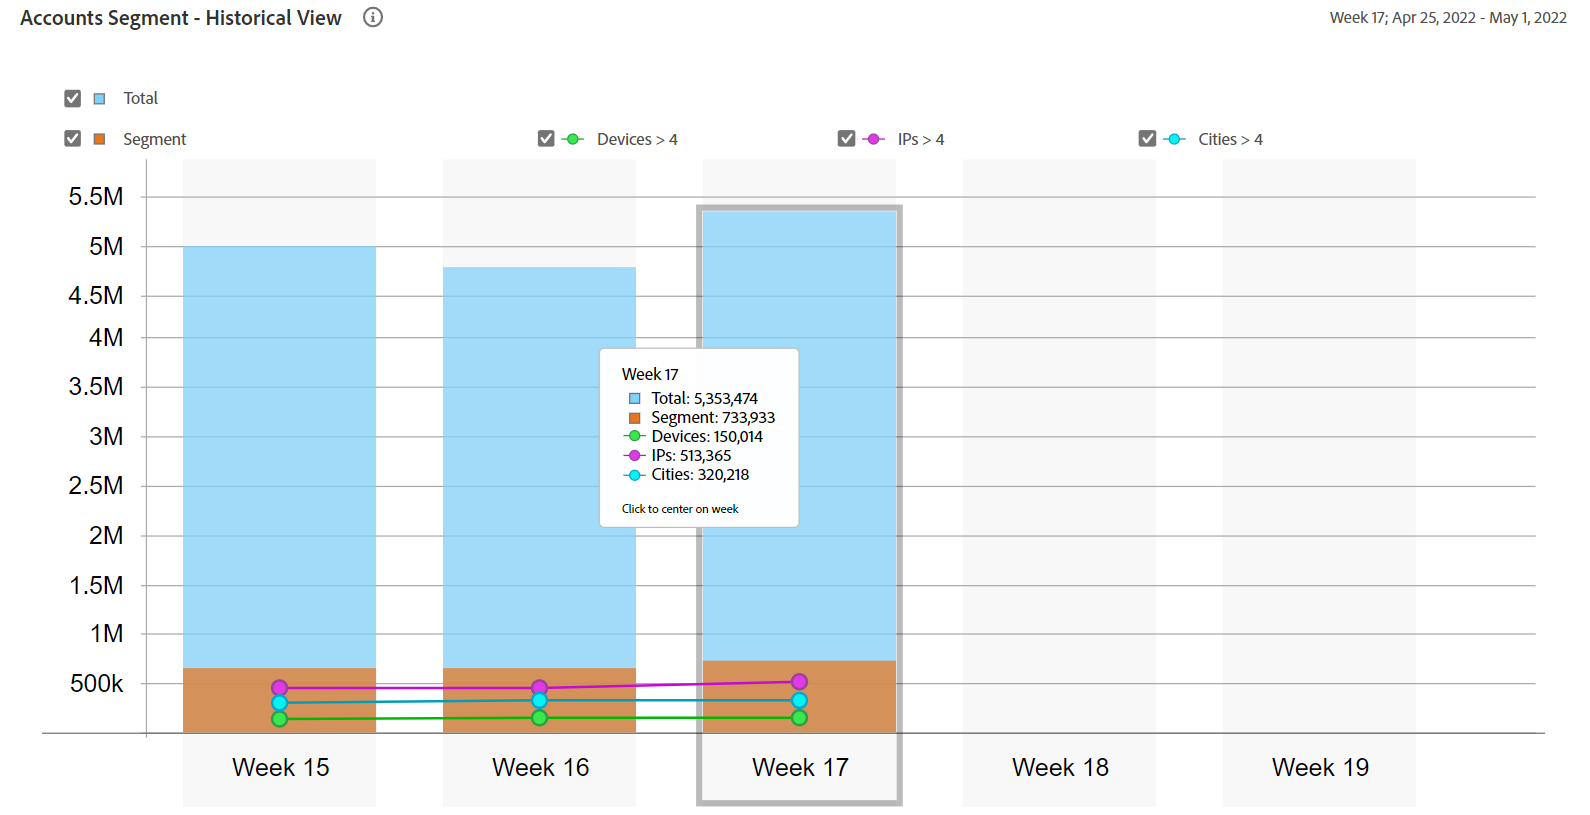 Accounts Segment - Historical View
Week 17; Apr 25, 2022 - May 1, 2022
Total
Segment
Devices > 4
IPs > 4
Cities > 4
5.5M
5M
4.5M
4M
3.5M
3M
2.5M
2M
1.5M
1M
500k
Week 17
Total: 5,353,474
Segment: 733,933
Devices: 150,014
IPs: 513,365
Cities: 320,218
Click to center on week
Week 15
Week 16
Week 17
Week 18
Week 19